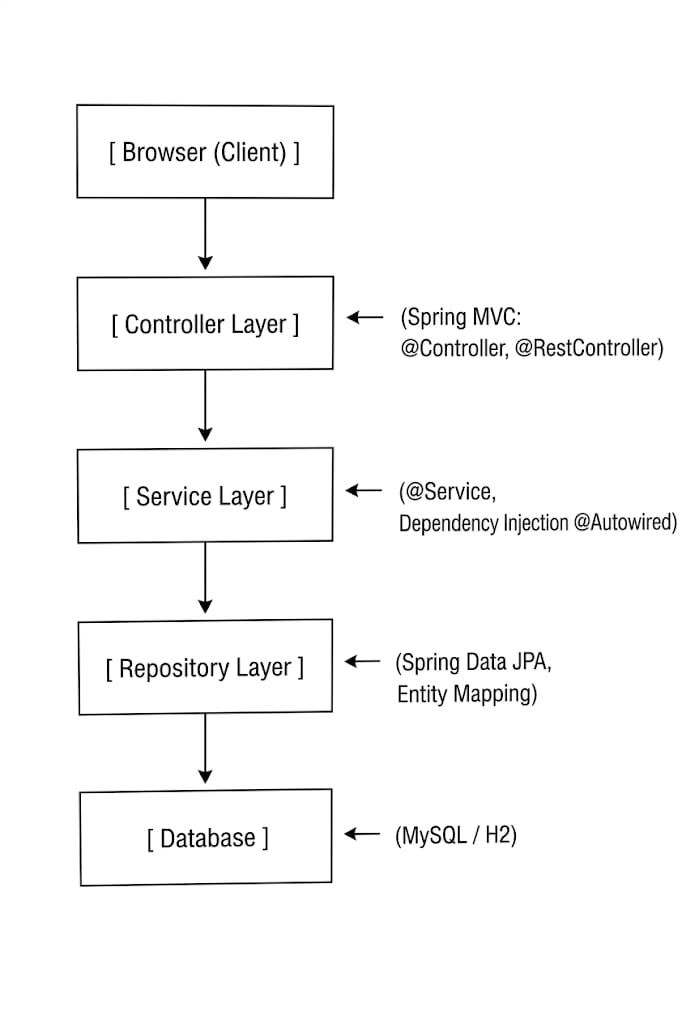 [ Browser (Client) ]
[ Controller Layer ]
(Spring MVC:
@Controller, @RestController)
[ Service Layer ]
(@Service,
Dependency Injection @Autowired)
[ Repository Layer ]
(Spring Data JPA,
Entity Mapping)
[ Database ]
(MySQL / H2)